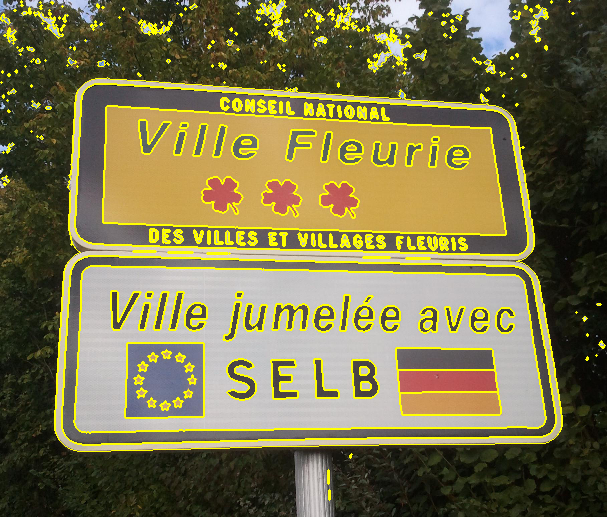 CONSEIL NATIONAL
Ville Fleurie
DES VILLES ET VILLAGES FLEURIS
Ville jumelée avec
SELB